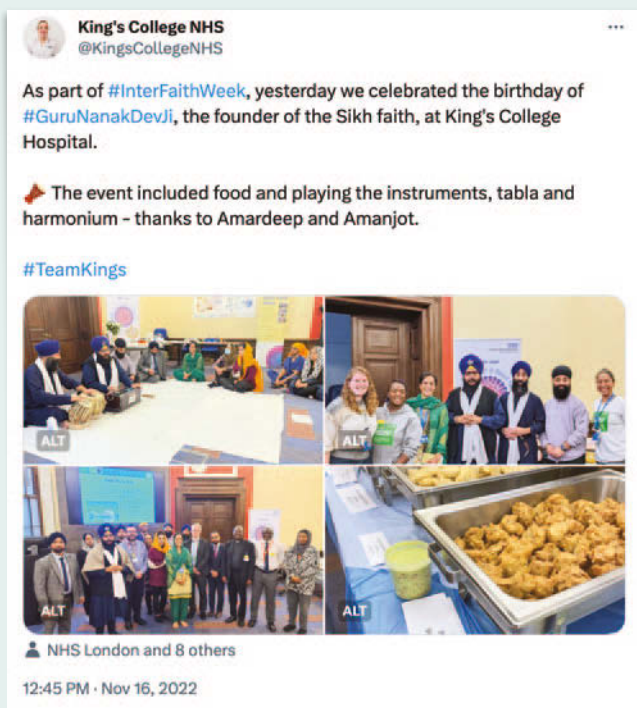 King's College NHS
@KingsCollegeNHS
As part of #InterFaithWeek, yesterday we celebrated the birthday of
#GuruNanakDevJi, the founder of the Sikh faith, at King's College
Hospital.
The event included food and playing the instruments, tabla and
harmonium – thanks to Amardeep and Amanjot.
#TeamKings
ALT
ALT
ALT
ALT
NHS London and 8 others
12:45 PM · Nov 16, 2022